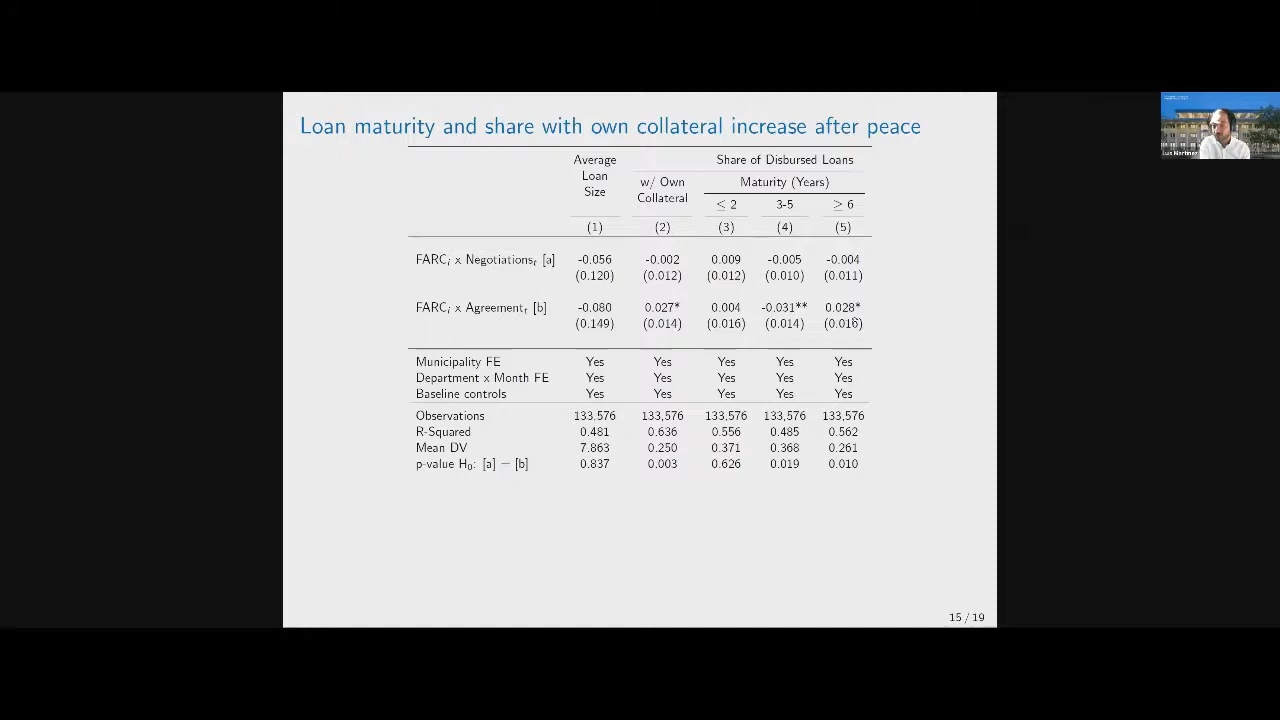 Loan maturity and share with own collateral increase after peace
Average Loan Size
Share of Disbursed Loans
w/ Own Collateral
Maturity (Years)
≤ 2 3-5 ≥ 6
(1) (2) (3) (4) (5)
FARCᵢ x Negotiationsₜ [a] -0.056 -0.002 0.009 -0.005 -0.004
(0.120) (0.012) (0.012) (0.010) (0.011)
FARCᵢ x Agreementₜ [b] -0.080 0.027* 0.004 -0.031** 0.028*
(0.149) (0.014) (0.016) (0.014) (0.016)
Municipality FE Yes Yes Yes Yes Yes
Department x Month FE Yes Yes Yes Yes Yes
Baseline controls Yes Yes Yes Yes Yes
Observations 133,576 133,576 133,576 133,576 133,576
R-Squared 0.481 0.636 0.556 0.485 0.562
Mean DV 7.863 0.250 0.371 0.368 0.261
p-value H₀: [a] = [b] 0.837 0.003 0.626 0.019 0.010
15 / 19
Luis Martinez